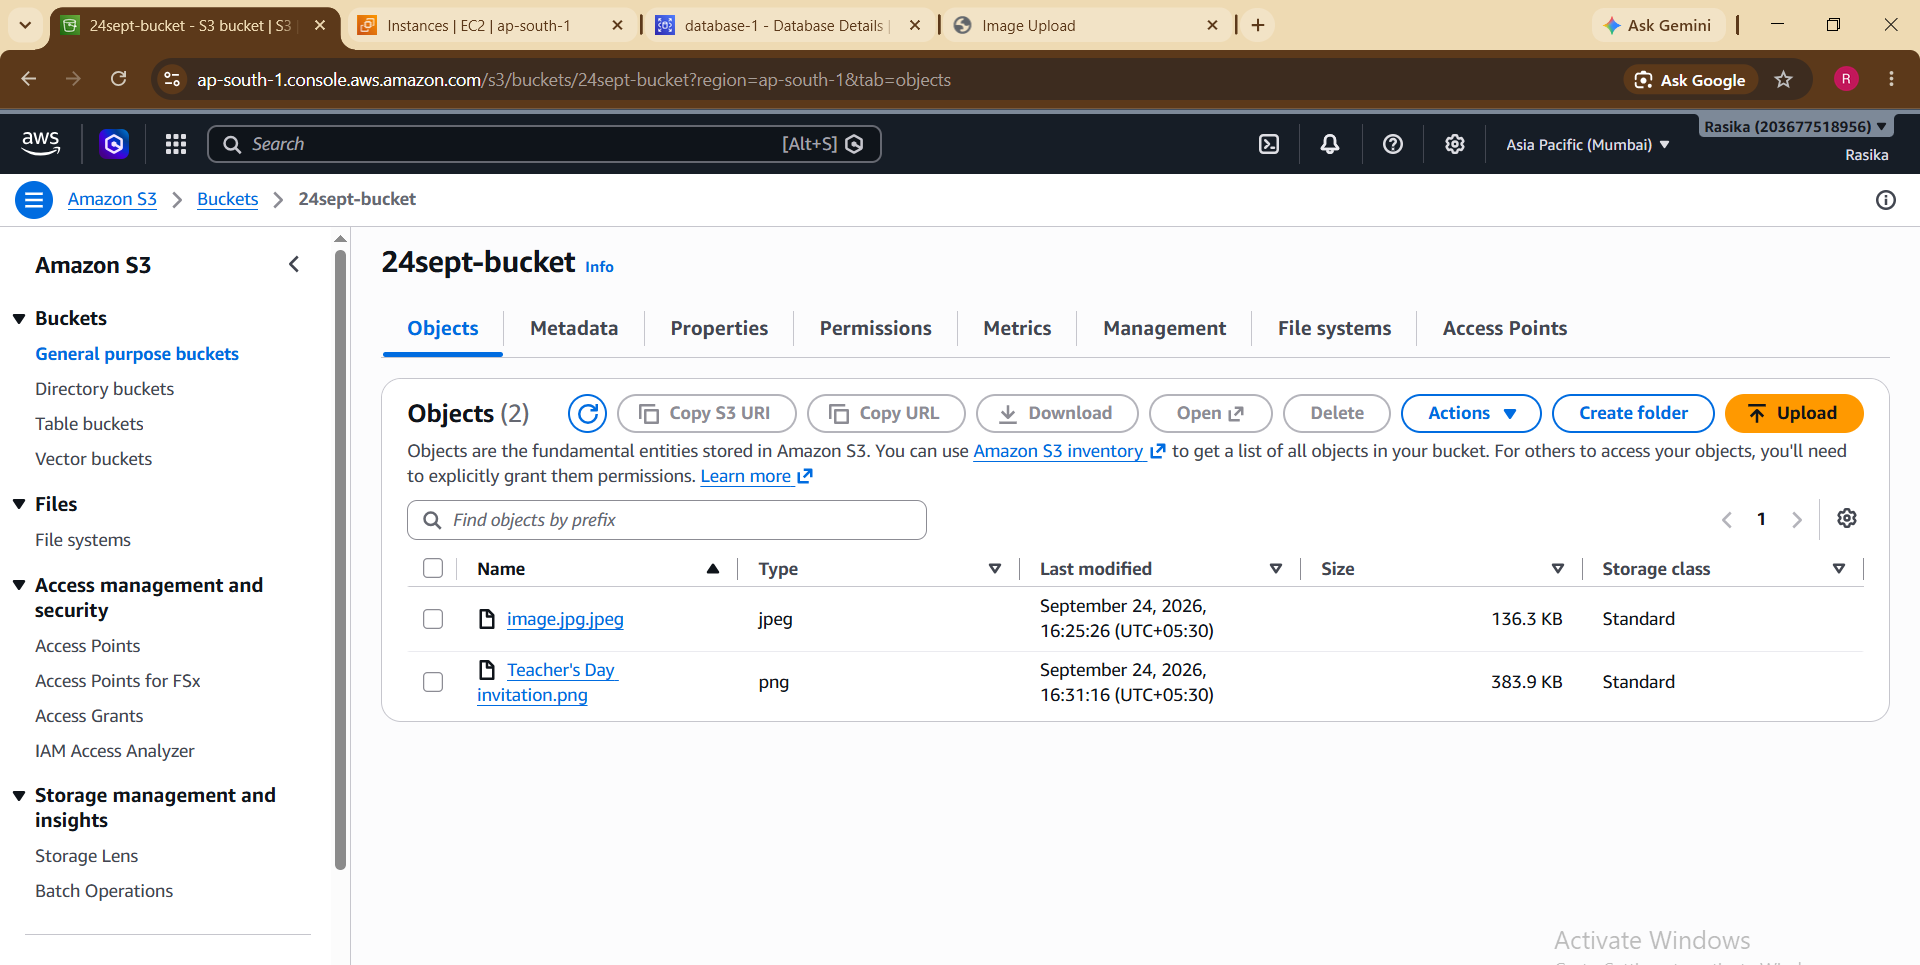 24sept-bucket - S3 bucket | S3
Instances | EC2 | ap-south-1
database-1 - Database Details |
Image Upload
Ask Gemini
ap-south-1.console.aws.amazon.com/s3/buckets/24sept-bucket?region=ap-south-1&tab=objects
Ask Google
R
aws
Search
[Alt+S]
Asia Pacific (Mumbai)
Rasika (203677518956)
Rasika
Amazon S3
Buckets
24sept-bucket
Amazon S3
Buckets
General purpose buckets
Directory buckets
Table buckets
Vector buckets
Files
File systems
Access management and
security
Access Points
Access Points for FSx
Access Grants
IAM Access Analyzer
Storage management and
insights
Storage Lens
Batch Operations
24sept-bucket Info
Objects
Metadata
Properties
Permissions
Metrics
Management
File systems
Access Points
Objects (2)
Copy S3 URI
Copy URL
Download
Open
Delete
Actions
Create folder
Upload
Objects are the fundamental entities stored in Amazon S3. You can use Amazon S3 inventory to get a list of all objects in your bucket. For others to access your objects, you'll need
to explicitly grant them permissions. Learn more
Find objects by prefix
1
Name
Type
Last modified
Size
Storage class
image.jpg.jpeg
jpeg
September 24, 2026,
16:25:26 (UTC+05:30)
136.3 KB
Standard
Teacher's Day
invitation.png
png
September 24, 2026,
16:31:16 (UTC+05:30)
383.9 KB
Standard
Activate Windows